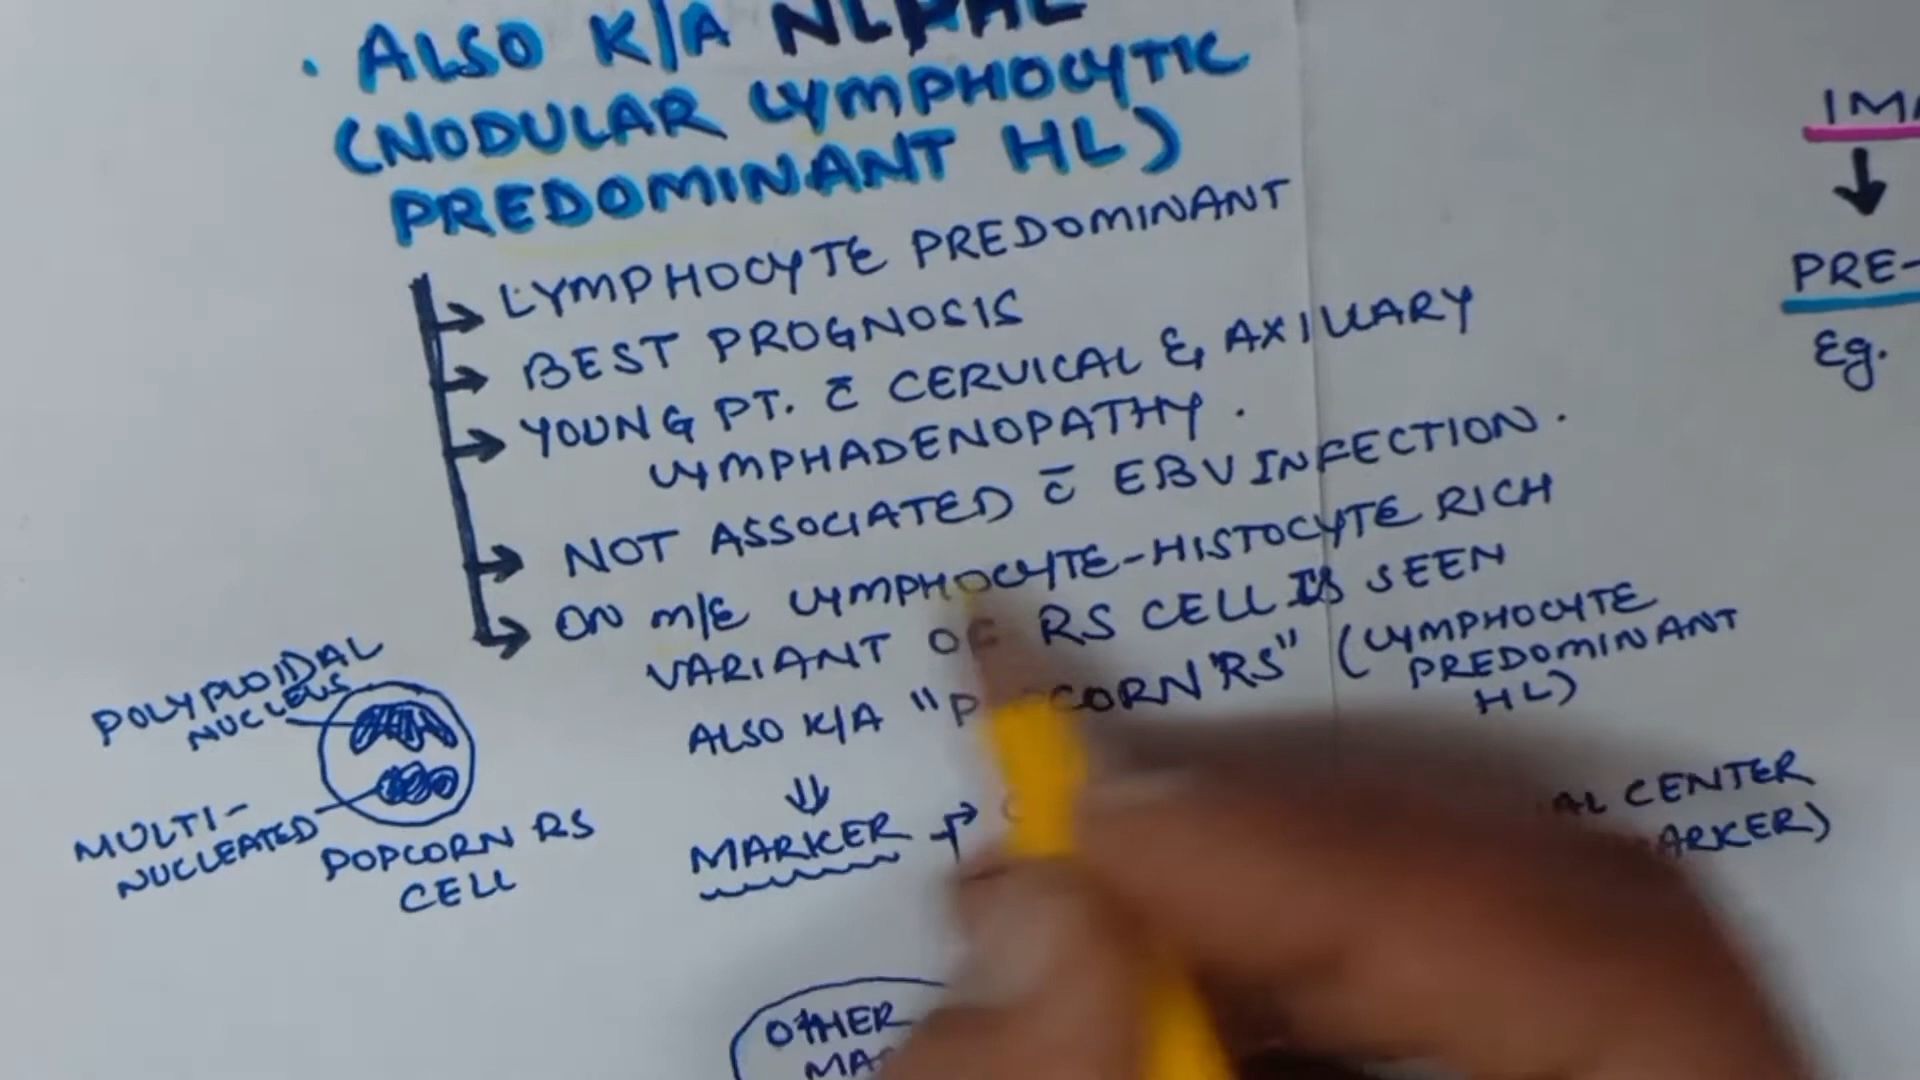 • ALSO K/A NLPHL
(NODULAR LYMPHOCYTIC
PREDOMINANT HL)
→ LYMPHOCYTE PREDOMINANT
→ BEST PROGNOSIS
→ YOUNG PT. c̄ CERVICAL & AXILLARY
LYMPHADENOPATHY.
→ NOT ASSOCIATED c̄ EBV INFECTION.
→ ON M/E LYMPHOCYTE-HISTOCYTE RICH
VARIANT OF RS CELL IS SEEN
ALSO K/A "P CORN RS" (LYMPHOCYTE
PREDOMINANT
HL)
⇓
MARKER →
AL CENTER
ARKER)
POLYPLOIDAL
NUCLEUS
MULTI-
NUCLEATED
POPCORN RS
CELL
OTHER
MA
IM
↓
PRE-
Eg.